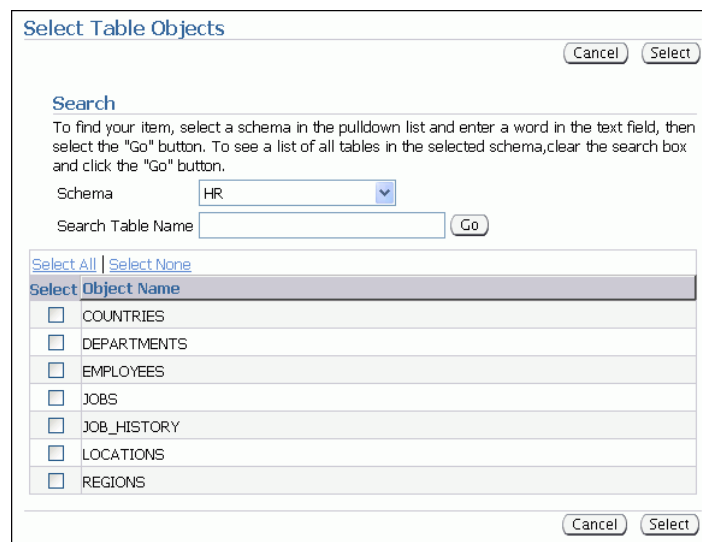 Select Table Objects
Cancel Select
Search
To find your item, select a schema in the pulldown list and enter a word in the text field, then
select the "Go" button. To see a list of all tables in the selected schema,clear the search box
and click the "Go" button.
Schema HR
Search Table Name Go
Select All | Select None
Select Object Name
COUNTRIES
DEPARTMENTS
EMPLOYEES
JOBS
JOB_HISTORY
LOCATIONS
REGIONS
Cancel Select